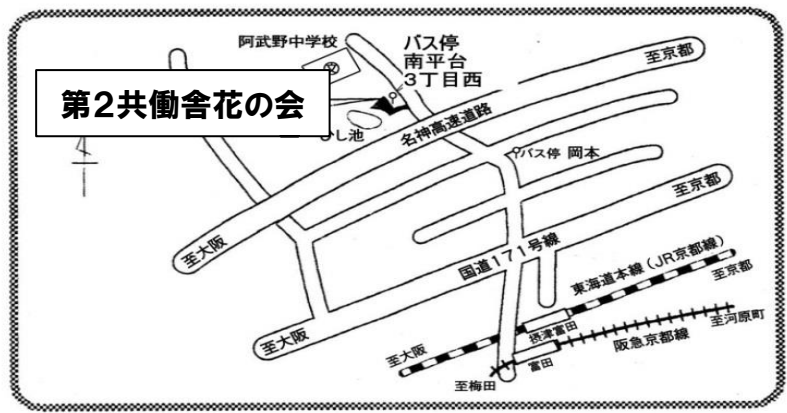 阿武野中学校
バス停
南平台
3丁目西
至京都
第2共働舎花の会
し池
名神高速道路
バス停 岡本
至京都
至大阪
国道171号線
東海道本線(JR京都線)
至京都
摂津富田
至河原町
阪急京都線
至大阪
至大阪
富田
至梅田